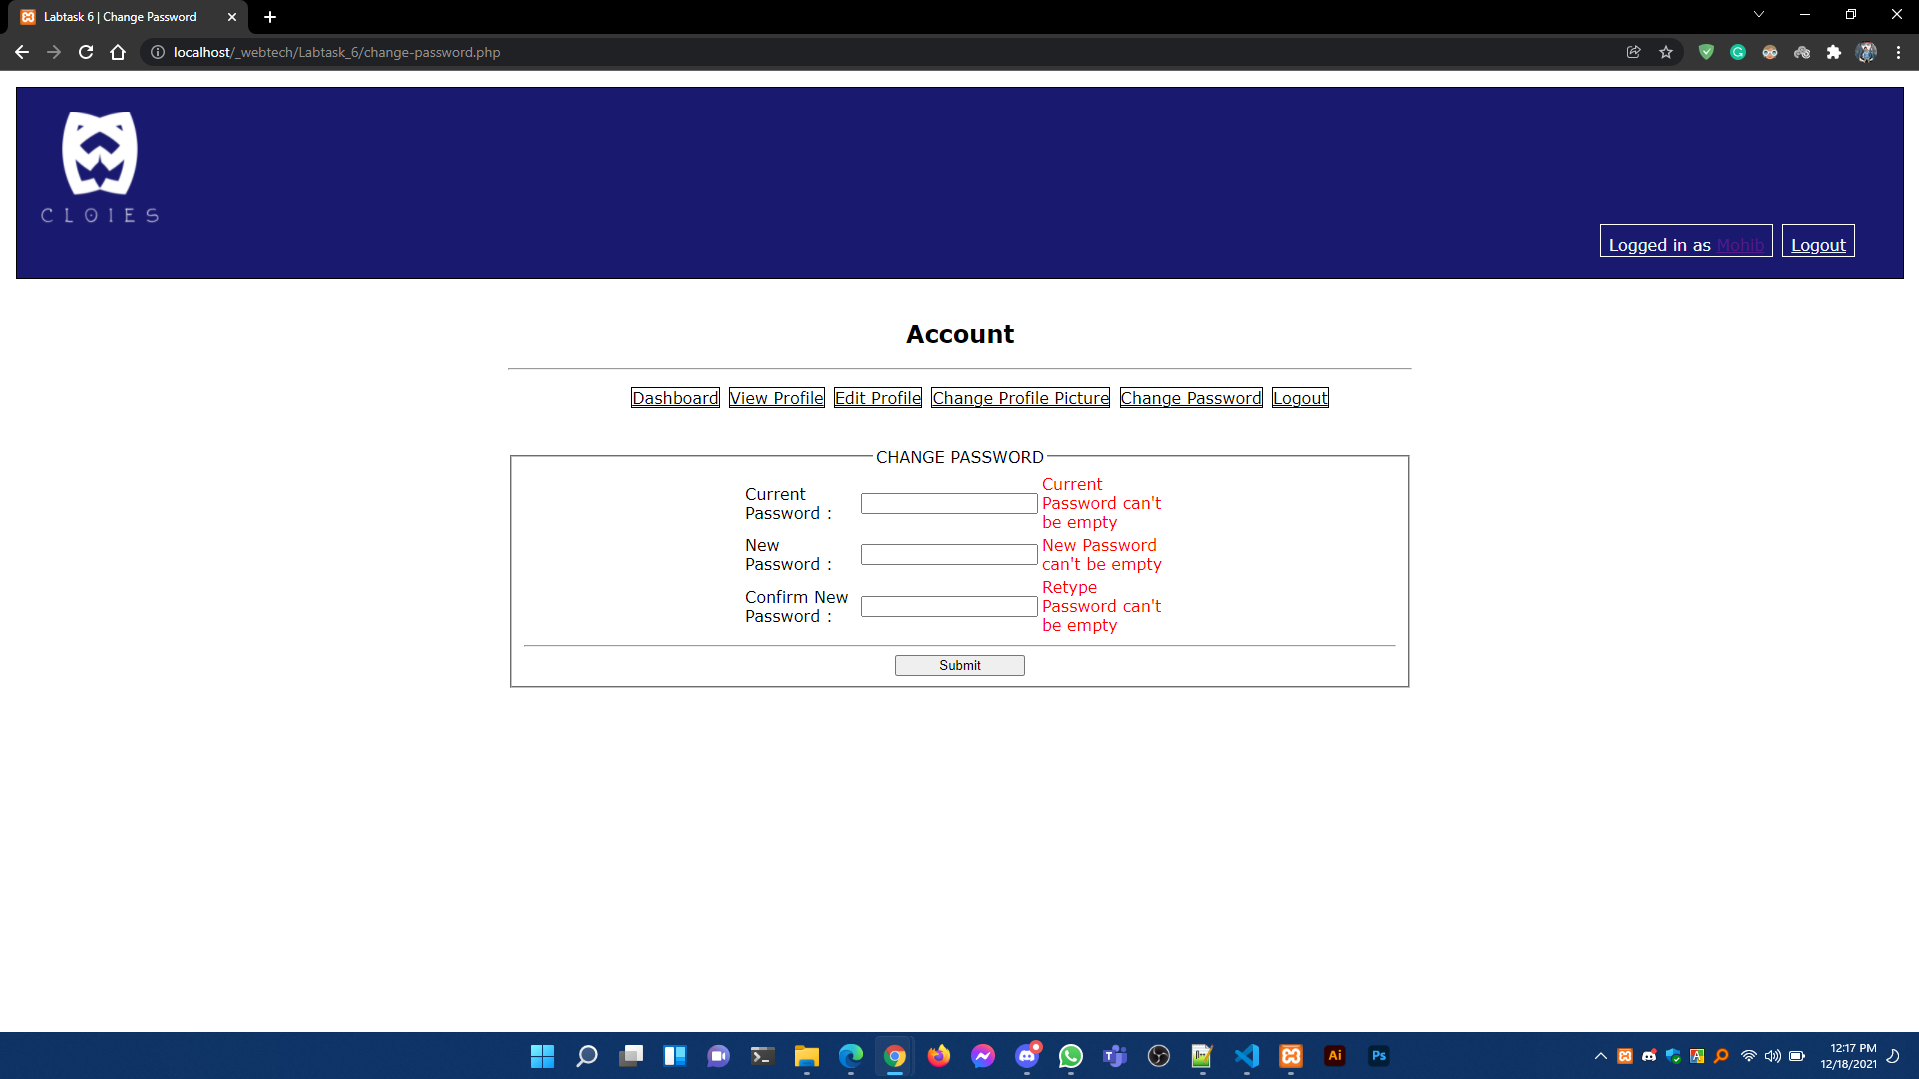 Labtask 6 | Change Password
localhost/_webtech/Labtask_6/change-password.php
CLOIES
Logged in as Mohib
Logout
Account
Dashboard View Profile Edit Profile Change Profile Picture Change Password Logout
CHANGE PASSWORD
Current
Password :
Current
Password can't
be empty
New
Password :
New Password
can't be empty
Confirm New
Password :
Retype
Password can't
be empty
Submit
Ai
Ps
12:17 PM
12/18/2021